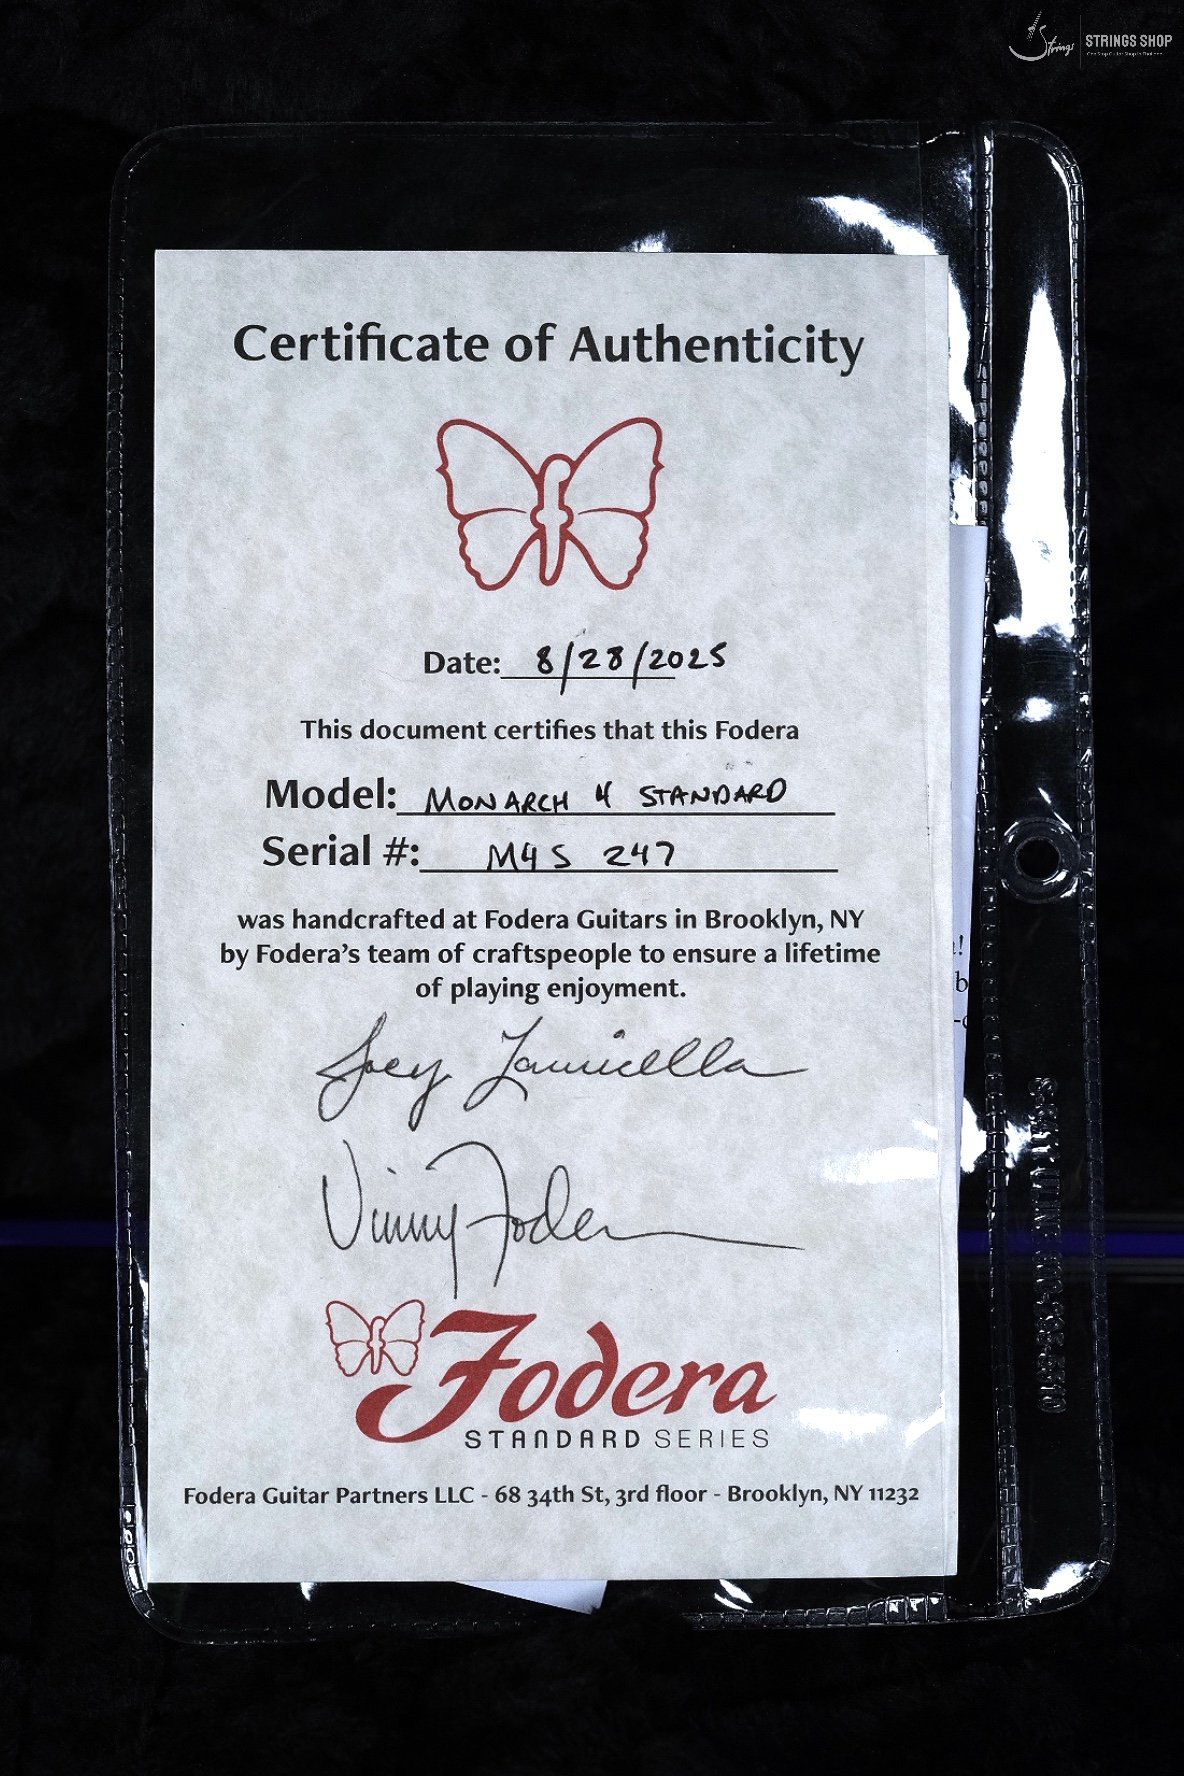 Strings
STRINGS SHOP
Certificate of Authenticity
Date: 8/28/2025
This document certifies that this Fodera
Model: MONARCH 4 STANDARD
Serial #: M4S 247
was handcrafted at Fodera Guitars in Brooklyn, NY
by Fodera's team of craftspeople to ensure a lifetime
of playing enjoyment.
Joey Lauricella
Vinny Fodera
Fodera
STANDARD SERIES
Fodera Guitar Partners LLC - 68 34th St, 3rd floor - Brooklyn, NY 11232